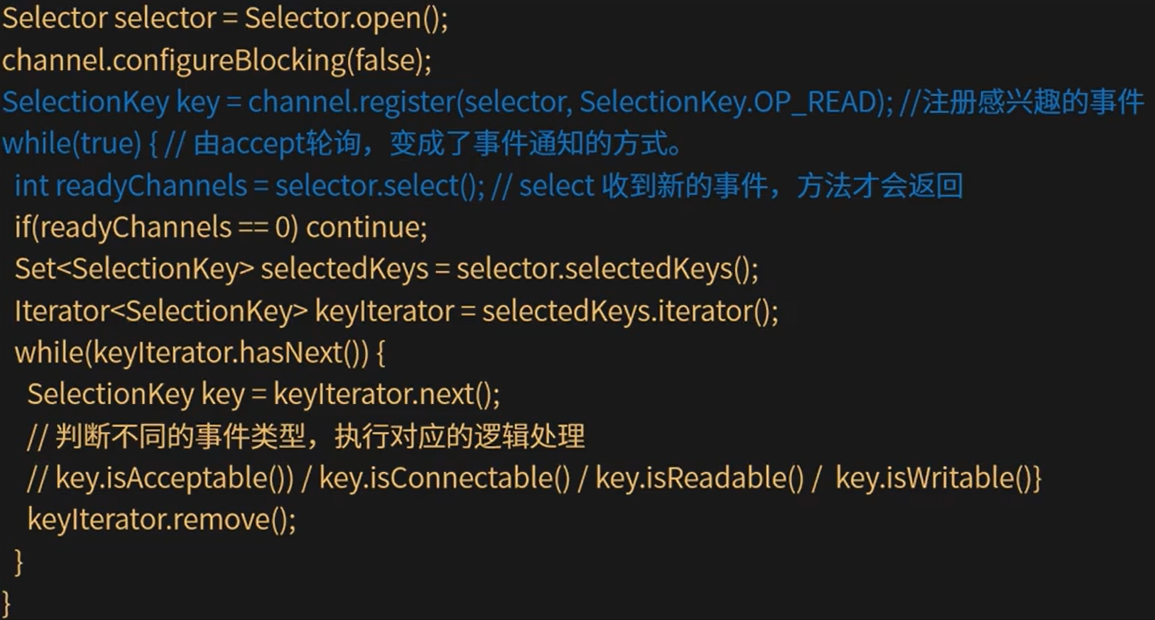 Selector selector = Selector.open();
channel.configureBlocking(false);
SelectionKey key = channel.register(selector, SelectionKey.OP_READ); //注册感兴趣的事件
while(true) { // 由accept轮询，变成了事件通知的方式。
int readyChannels = selector.select(); // select 收到新的事件，方法才会返回
if(readyChannels == 0) continue;
Set<SelectionKey> selectedKeys = selector.selectedKeys();
Iterator<SelectionKey> keyIterator = selectedKeys.iterator();
while(keyIterator.hasNext()) {
SelectionKey key = keyIterator.next();
// 判断不同的事件类型，执行对应的逻辑处理
// key.isAcceptable()) / key.isConnectable() / key.isReadable() /  key.isWritable()}
keyIterator.remove();
}
}